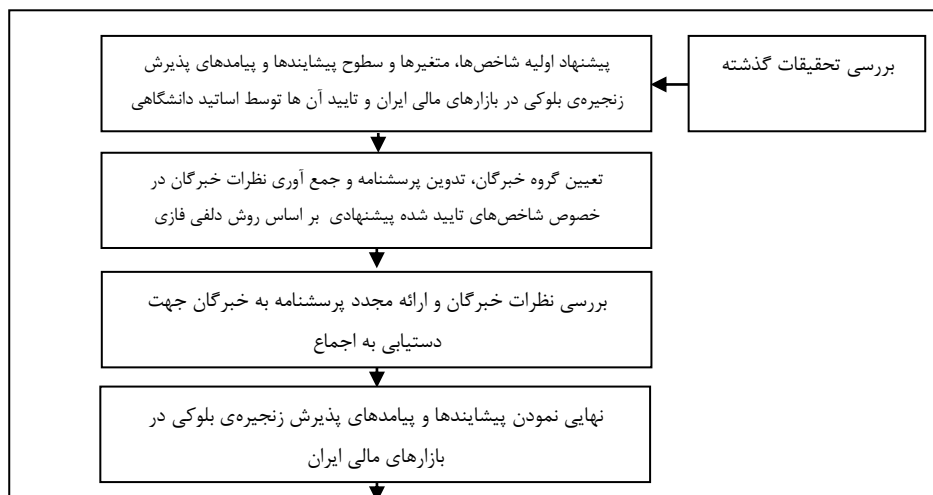 بررسی تحقیقات گذشته
پیشنهاد اولیه شاخص‌ها، متغیرها و سطوح پیشایندها و پیامدهای پذیرش
زنجیره‌ی بلوکی در بازارهای مالی ایران و تایید آن ها توسط اساتید دانشگاهی
تعیین گروه خبرگان، تدوین پرسشنامه و جمع آوری نظرات خبرگان در
خصوص شاخص‌های تایید شده پیشنهادی بر اساس روش دلفی فازی
بررسی نظرات خبرگان و ارائه مجدد پرسشنامه به خبرگان جهت
دستیابی به اجماع
نهایی نمودن پیشایندها و پیامدهای پذیرش زنجیره‌ی بلوکی در
بازارهای مالی ایران